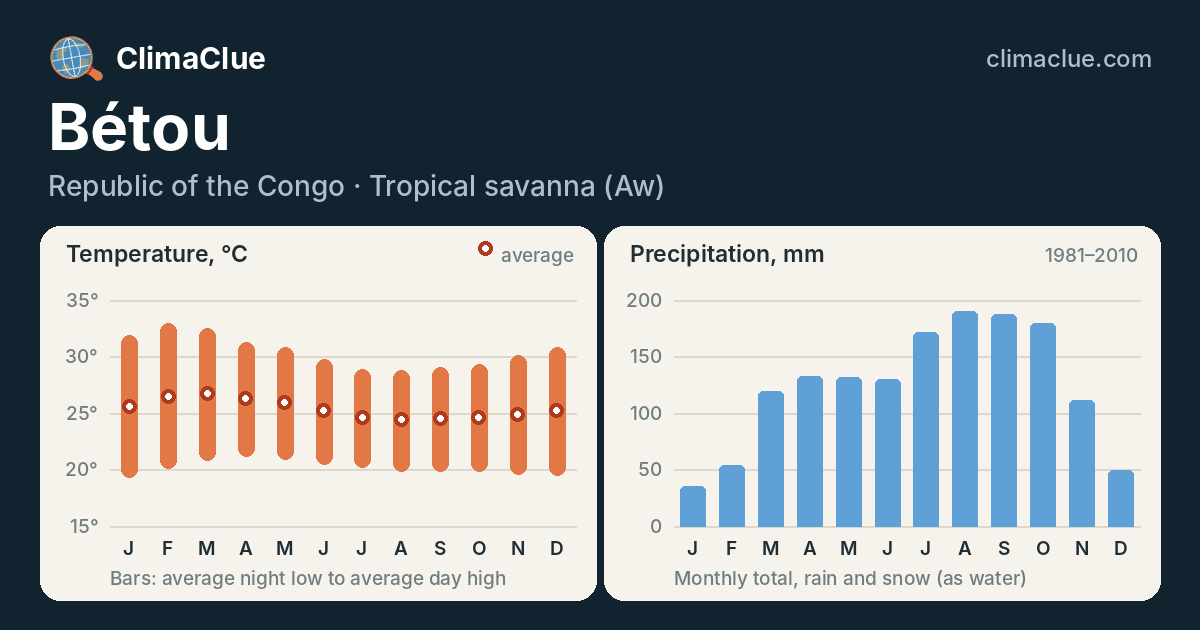 ClimaClue
climaclue.com
Bétou
Republic of the Congo · Tropical savanna (Aw)
Temperature, °C
average
35°
30°
25°
20°
15°
J F M A M J J A S O N D
Bars: average night low to average day high
Precipitation, mm
1981–2010
200
150
100
50
0
J F M A M J J A S O N D
Monthly total, rain and snow (as water)